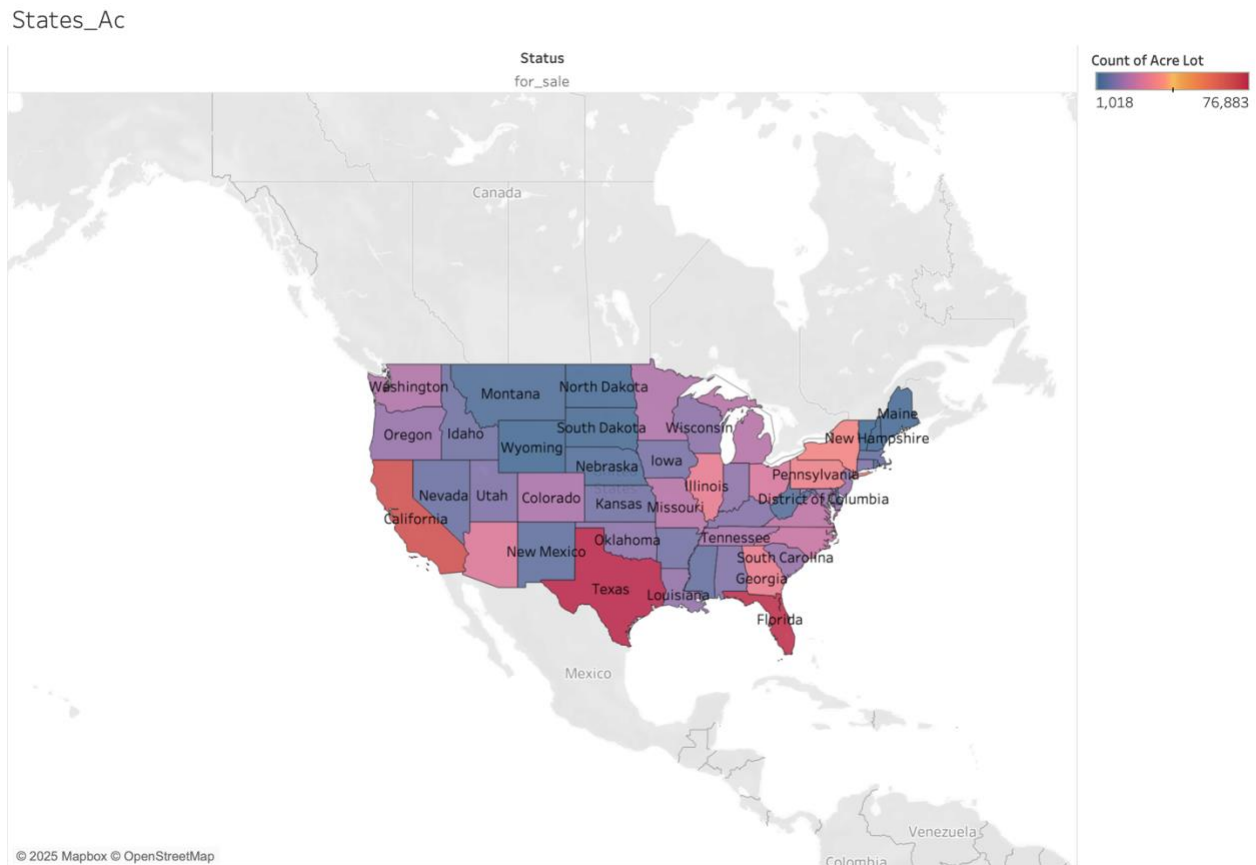 States_Ac
Status
for_sale
Count of Acre Lot
1,018 76,883
Canada
Washington
Montana
North Dakota
Maine
Oregon
Idaho
South Dakota
Wisconsin
New Hampshire
Wyoming
Nebraska
Iowa
Pennsylvania
Nevada
Utah
Colorado
States
Kansas
Missouri
Illinois
District of Columbia
California
New Mexico
Oklahoma
Tennessee
South Carolina
Georgia
Texas
Louisiana
Florida
Mexico
Venezuela
Colombia
© 2025 Mapbox © OpenStreetMap